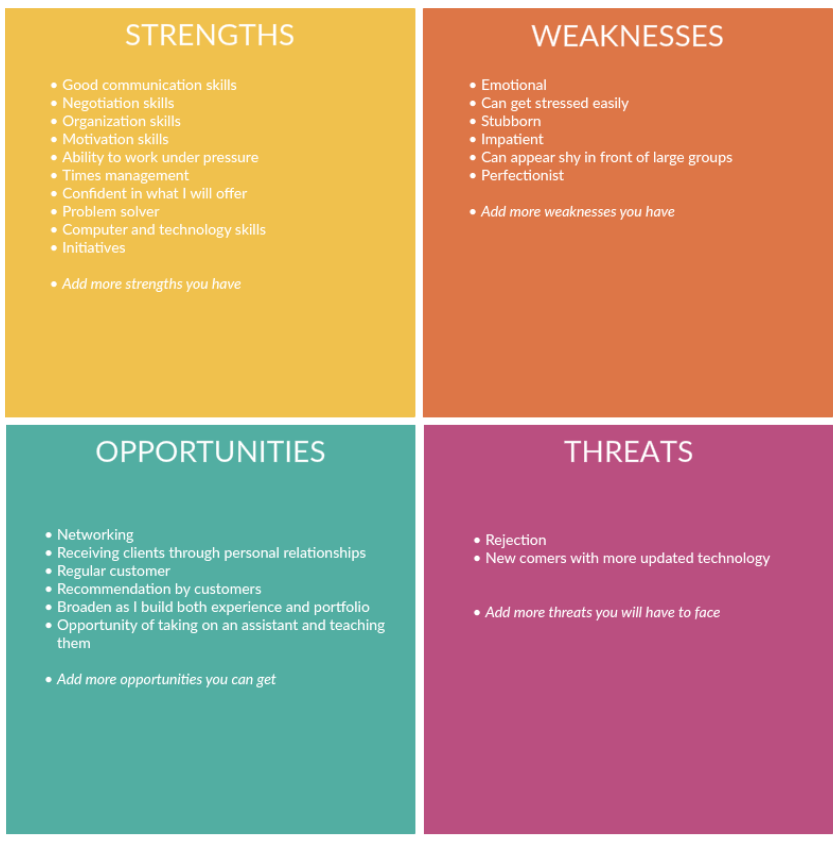 STRENGTHS
• Good communication skills
• Negotiation skills
• Organization skills
• Motivation skills
• Ability to work under pressure
• Times management
• Confident in what I will offer
• Problem solver
• Computer and technology skills
• Initiatives
• Add more strengths you have
WEAKNESSES
• Emotional
• Can get stressed easily
• Stubborn
• Impatient
• Can appear shy in front of large groups
• Perfectionist
• Add more weaknesses you have
OPPORTUNITIES
• Networking
• Receiving clients through personal relationships
• Regular customer
• Recommendation by customers
• Broaden as I build both experience and portfolio
• Opportunity of taking on an assistant and teaching
them
• Add more opportunities you can get
THREATS
• Rejection
• New comers with more updated technology
• Add more threats you will have to face